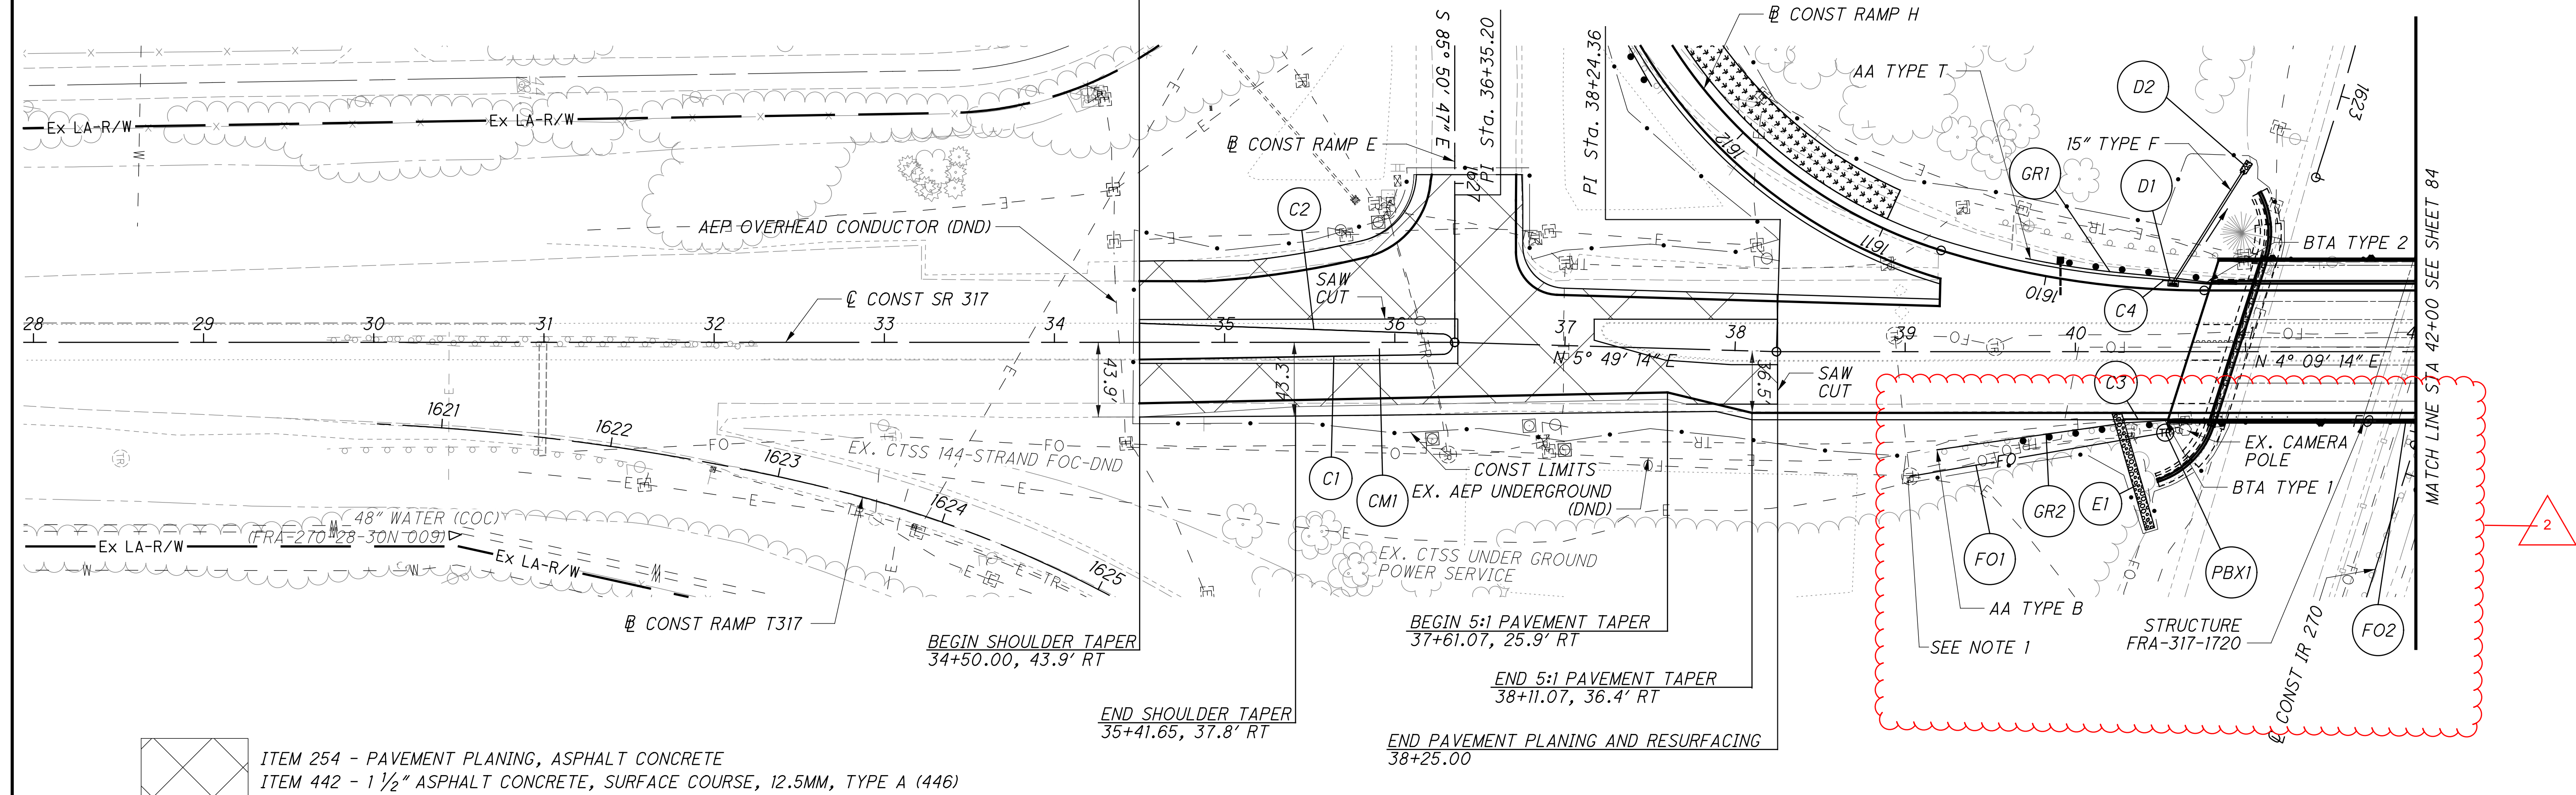 ℄ CONST RAMP H
S 85° 50' 47" E
PI Sta. 36+35.20
PI Sta. 38+24.36
AA TYPE T
D2
1623
Ex LA-R/W
Ex LA-R/W
1612
15" TYPE F
GR1
D1
B CONST RAMP E
1627
C2
AEP OVERHEAD CONDUCTOR (DND)
1611
BTA TYPE 2
SAW
CUT
1610
C4
℄ CONST SR 317
28
29
30
31
32
33
34
35
36
37
38
39
40
4
N 5° 49' 14" E
N 4° 09' 14" E
43.9'
43.3'
36.5'
SAW
CUT
C3
MATCH LINE STA 42+00 SEE SHEET 84
1621
1622
1623
1624
1625
EX. CTSS 144-STRAND FOC-DND
CONST LIMITS
EX. AEP UNDERGROUND
(DND)
C1
CM1
EX. CAMERA
POLE
BTA TYPE 1
GR2
E1
FO1
PBX1
FO2
2
48" WATER (COC)
(FRA-270-28-30N 009)
Ex LA-R/W
Ex LA-R/W
EX. CTSS UNDER GROUND
POWER SERVICE
AA TYPE B
SEE NOTE 1
STRUCTURE
FRA-317-1720
℄ CONST IR 270
B CONST RAMP T317
BEGIN SHOULDER TAPER
34+50.00, 43.9' RT
BEGIN 5:1 PAVEMENT TAPER
37+61.07, 25.9' RT
END 5:1 PAVEMENT TAPER
38+11.07, 36.4' RT
END SHOULDER TAPER
35+41.65, 37.8' RT
END PAVEMENT PLANING AND RESURFACING
38+25.00
ITEM 254 - PAVEMENT PLANING, ASPHALT CONCRETE
ITEM 442 - 1 1/2" ASPHALT CONCRETE, SURFACE COURSE, 12.5MM, TYPE A (446)